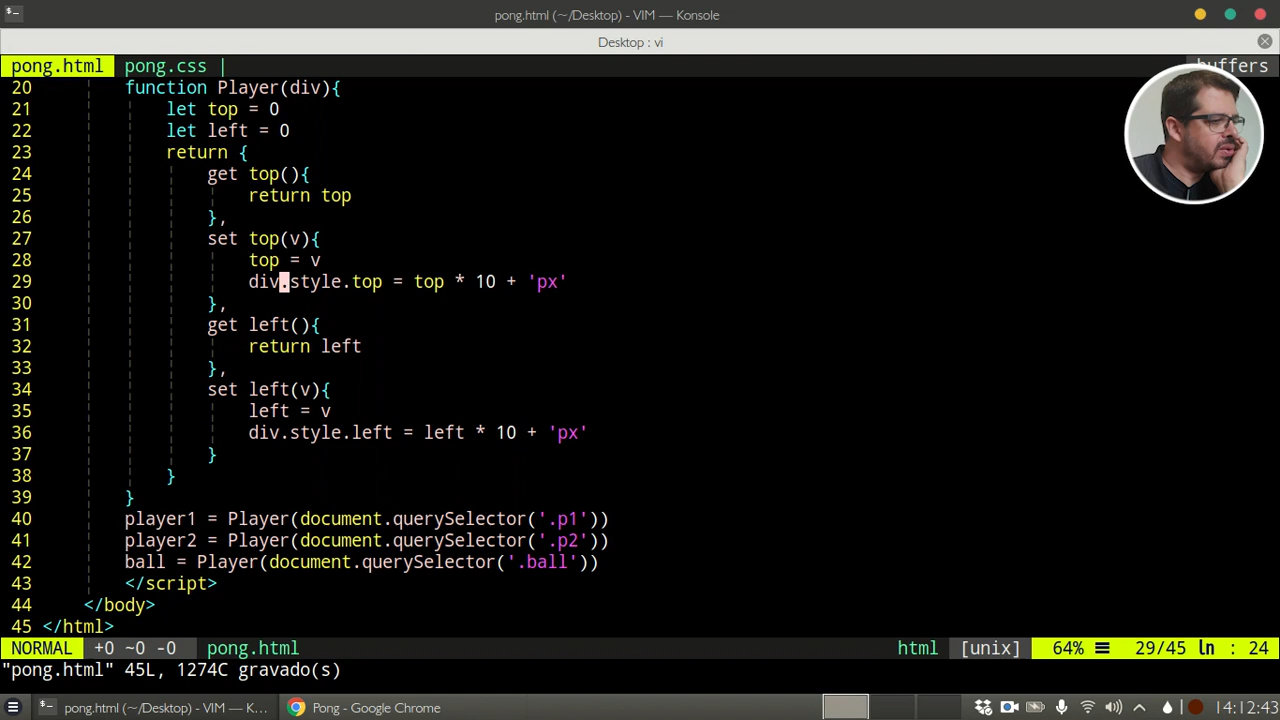 pong.html (~/Desktop) - VIM — Konsole
Desktop : vi
pong.html pong.css | buffers
20 function Player(div){
21 let top = 0
22 let left = 0
23 return {
24 get top(){
25 return top
26 },
27 set top(v){
28 top = v
29 div.style.top = top * 10 + 'px'
30 },
31 get left(){
32 return left
33 },
34 set left(v){
35 left = v
36 div.style.left = left * 10 + 'px'
37 }
38 }
39 }
40 player1 = Player(document.querySelector('.p1'))
41 player2 = Player(document.querySelector('.p2'))
42 ball = Player(document.querySelector('.ball'))
43 </script>
44 </body>
45 </html>
NORMAL +0 ~0 -0 pong.html html [unix] 64% ☰ 29/45 ln : 24
"pong.html" 45L, 1274C gravado(s)
pong.html (~/Desktop) - VIM — K... Pong - Google Chrome 14:12:43